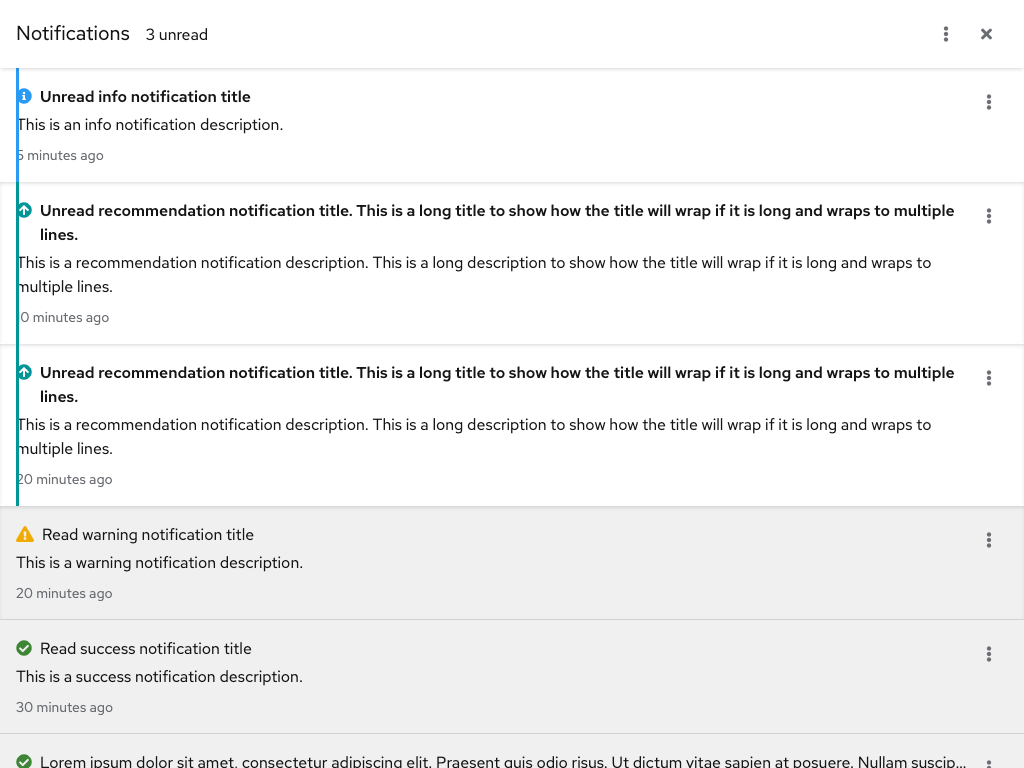 Notifications 3 unread
Unread info notification title
This is an info notification description.
5 minutes ago
Unread recommendation notification title. This is a long title to show how the title will wrap if it is long and wraps to multiple
lines.
This is a recommendation notification description. This is a long description to show how the title will wrap if it is long and wraps to
multiple lines.
10 minutes ago
Unread recommendation notification title. This is a long title to show how the title will wrap if it is long and wraps to multiple
lines.
This is a recommendation notification description. This is a long description to show how the title will wrap if it is long and wraps to
multiple lines.
20 minutes ago
Read warning notification title
This is a warning notification description.
20 minutes ago
Read success notification title
This is a success notification description.
30 minutes ago
Lorem ipsum dolor sit amet, consectetur adipiscing elit. Praesent quis odio risus. Ut dictum vitae sapien at posuere. Nullam suscip...